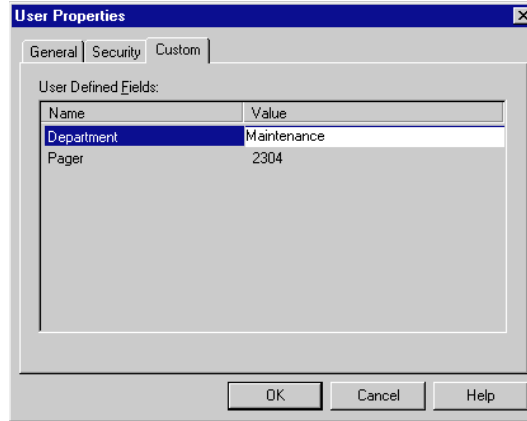 User Properties
General Security Custom
User Defined Fields:
Name Value
Department Maintenance
Pager 2304
OK Cancel Help